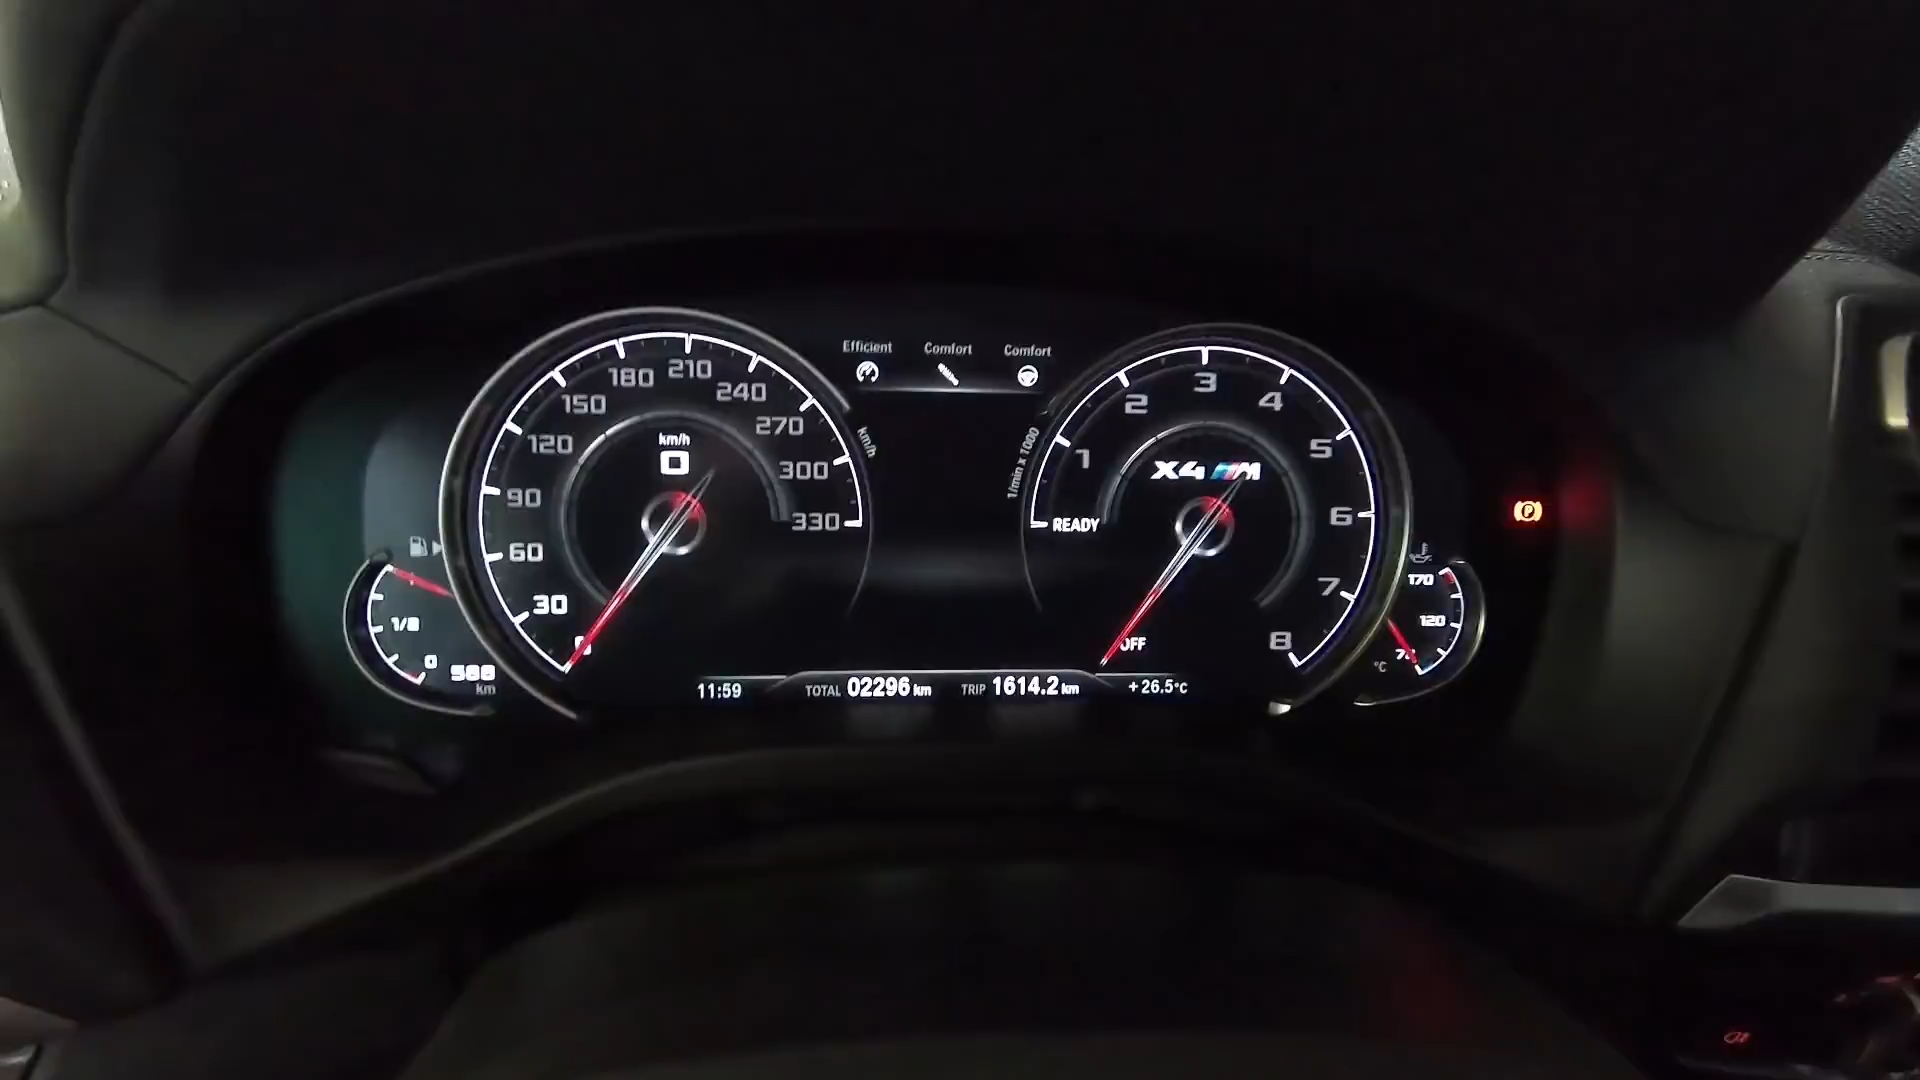 Efficient Comfort Comfort
0
30
60
90
120
150
180
210
240
270
300
330
km/h
km/h
0
1/2
0
588
km
1/min x 1000
OFF
READY
1
2
3
4
5
6
7
8
X4 M
170
120
°C
11:59 TOTAL 02296 km TRIP 1614.2 km +26.5°C
P